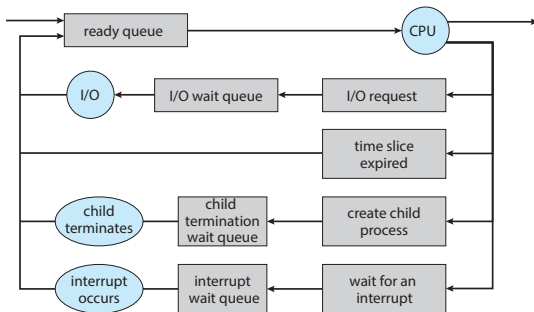 ready queue
CPU
I/O
I/O wait queue
I/O request
time slice
expired
child
terminates
child
termination
wait queue
create child
process
interrupt
occurs
interrupt
wait queue
wait for an
interrupt